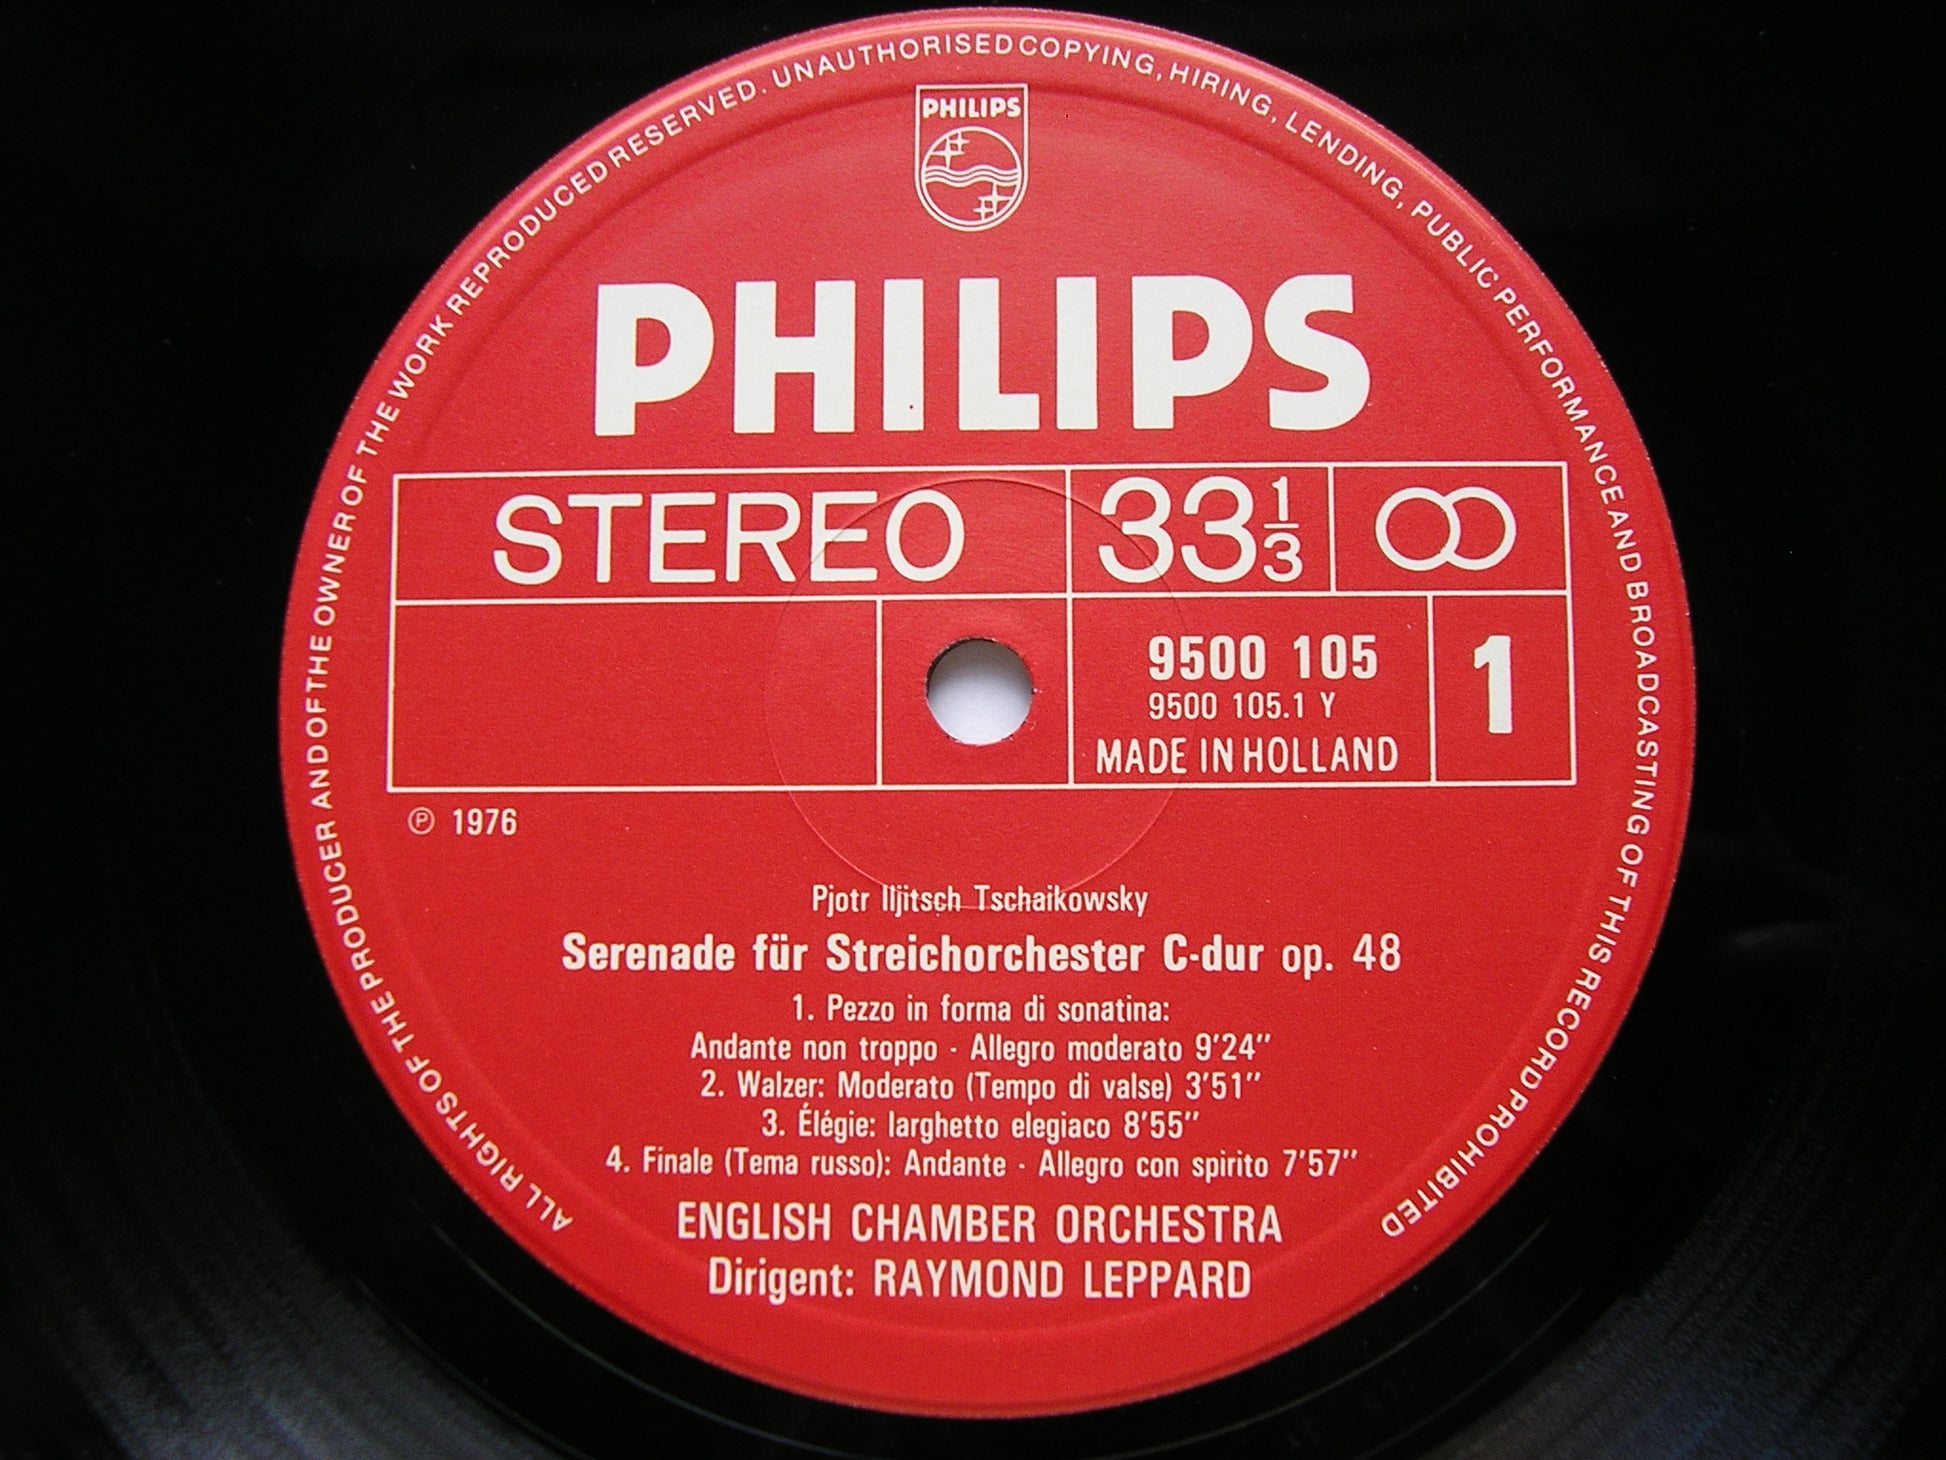 ALL RIGHTS OF THE PRODUCER AND OF THE OWNER OF THE WORK REPRODUCED RESERVED. UNAUTHORISED COPYING, HIRING, LENDING, PUBLIC PERFORMANCE AND BROADCASTING OF THIS RECORD PROHIBITED
PHILIPS
PHILIPS
STEREO 33 1/3
9500 105 1
9500 105.1 Y
MADE IN HOLLAND
℗ 1976
Pjotr Iljitsch Tschaikowsky
Serenade für Streichorchester C-dur op. 48
1. Pezzo in forma di sonatina:
Andante non troppo - Allegro moderato 9'24''
2. Walzer: Moderato (Tempo di valse) 3'51''
3. Élégie: larghetto elegiaco 8'55''
4. Finale (Tema russo): Andante - Allegro con spirito 7'57''
ENGLISH CHAMBER ORCHESTRA
Dirigent: RAYMOND LEPPARD